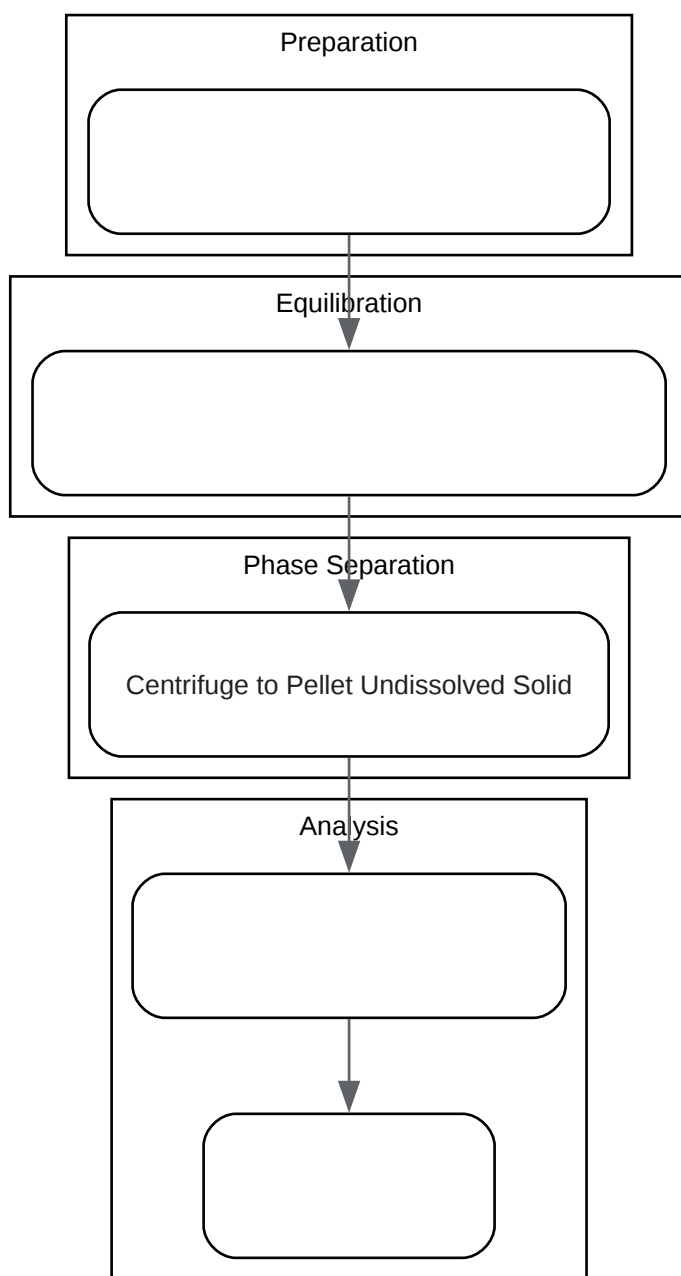 Preparation
Equilibration
Phase Separation
Centrifuge to Pellet Undissolved Solid
Analysis